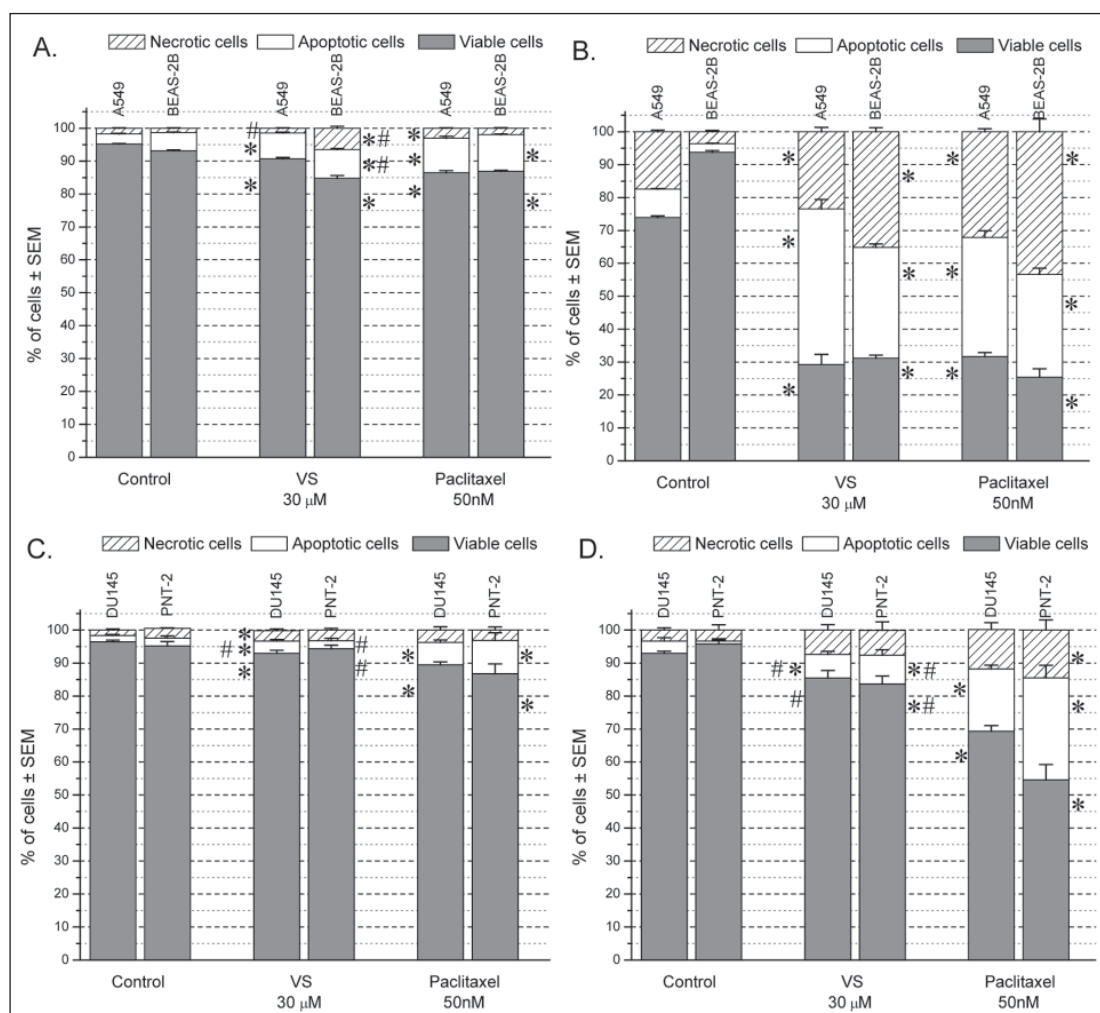 A.
Necrotic cells Apoptotic cells Viable cells
A549 BEAS-2B A549 BEAS-2B A549 BEAS-2B
% of cells ± SEM
100
90
80
70
60
50
40
30
20
10
0
# * * *# *# * * * * * *
Control VS Paclitaxel
30 µM 50nM
B.
Necrotic cells Apoptotic cells Viable cells
A549 BEAS-2B A549 BEAS-2B A549 BEAS-2B
% of cells ± SEM
100
90
80
70
60
50
40
30
20
10
0
* * * * * * * * * * * *
Control VS Paclitaxel
30 µM 50nM
C.
Necrotic cells Apoptotic cells Viable cells
DU145 PNT-2 DU145 PNT-2 DU145 PNT-2
% of cells ± SEM
100
90
80
70
60
50
40
30
20
10
0
* #* * # # * * * *
Control VS Paclitaxel
30 µM 50nM
D.
Necrotic cells Apoptotic cells Viable cells
DU145 PNT-2 DU145 PNT-2 DU145 PNT-2
% of cells ± SEM
100
90
80
70
60
50
40
30
20
10
0
#* # *# *# * * * * *
Control VS Paclitaxel
30 µM 50nM